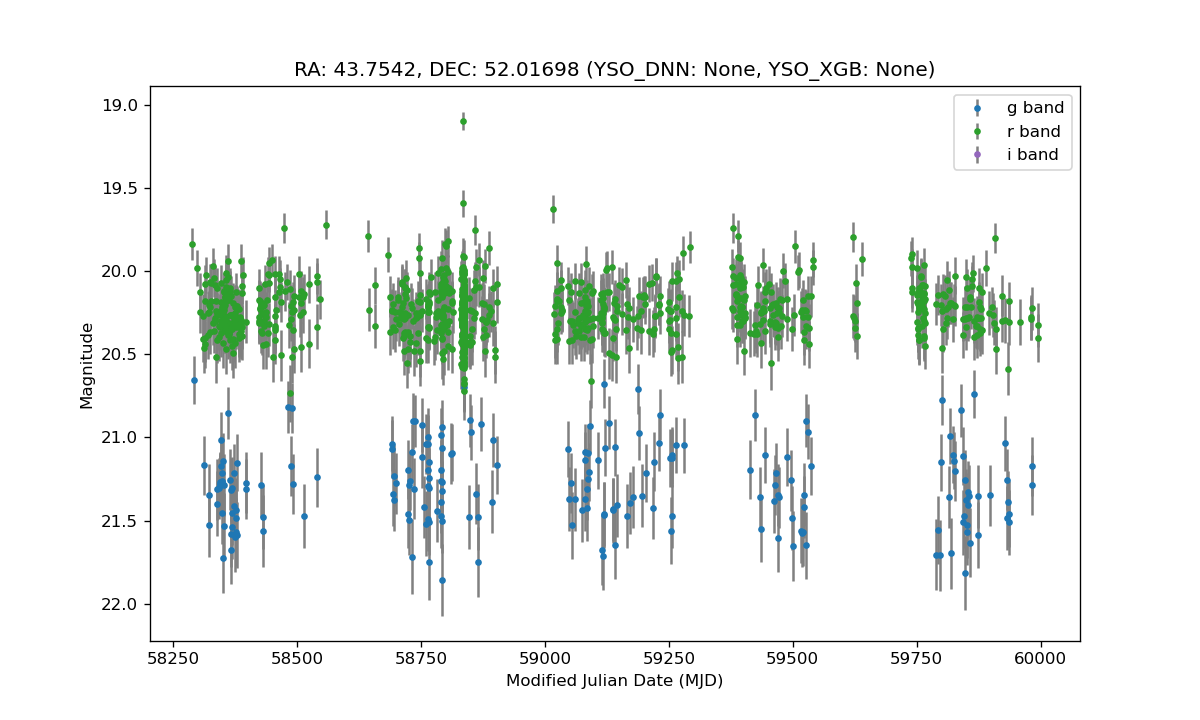 RA: 43.7542, DEC: 52.01698 (YSO_DNN: None, YSO_XGB: None)
g band
r band
i band
19.0
19.5
20.0
20.5
21.0
21.5
22.0
Magnitude
58250 58500 58750 59000 59250 59500 59750 60000
Modified Julian Date (MJD)